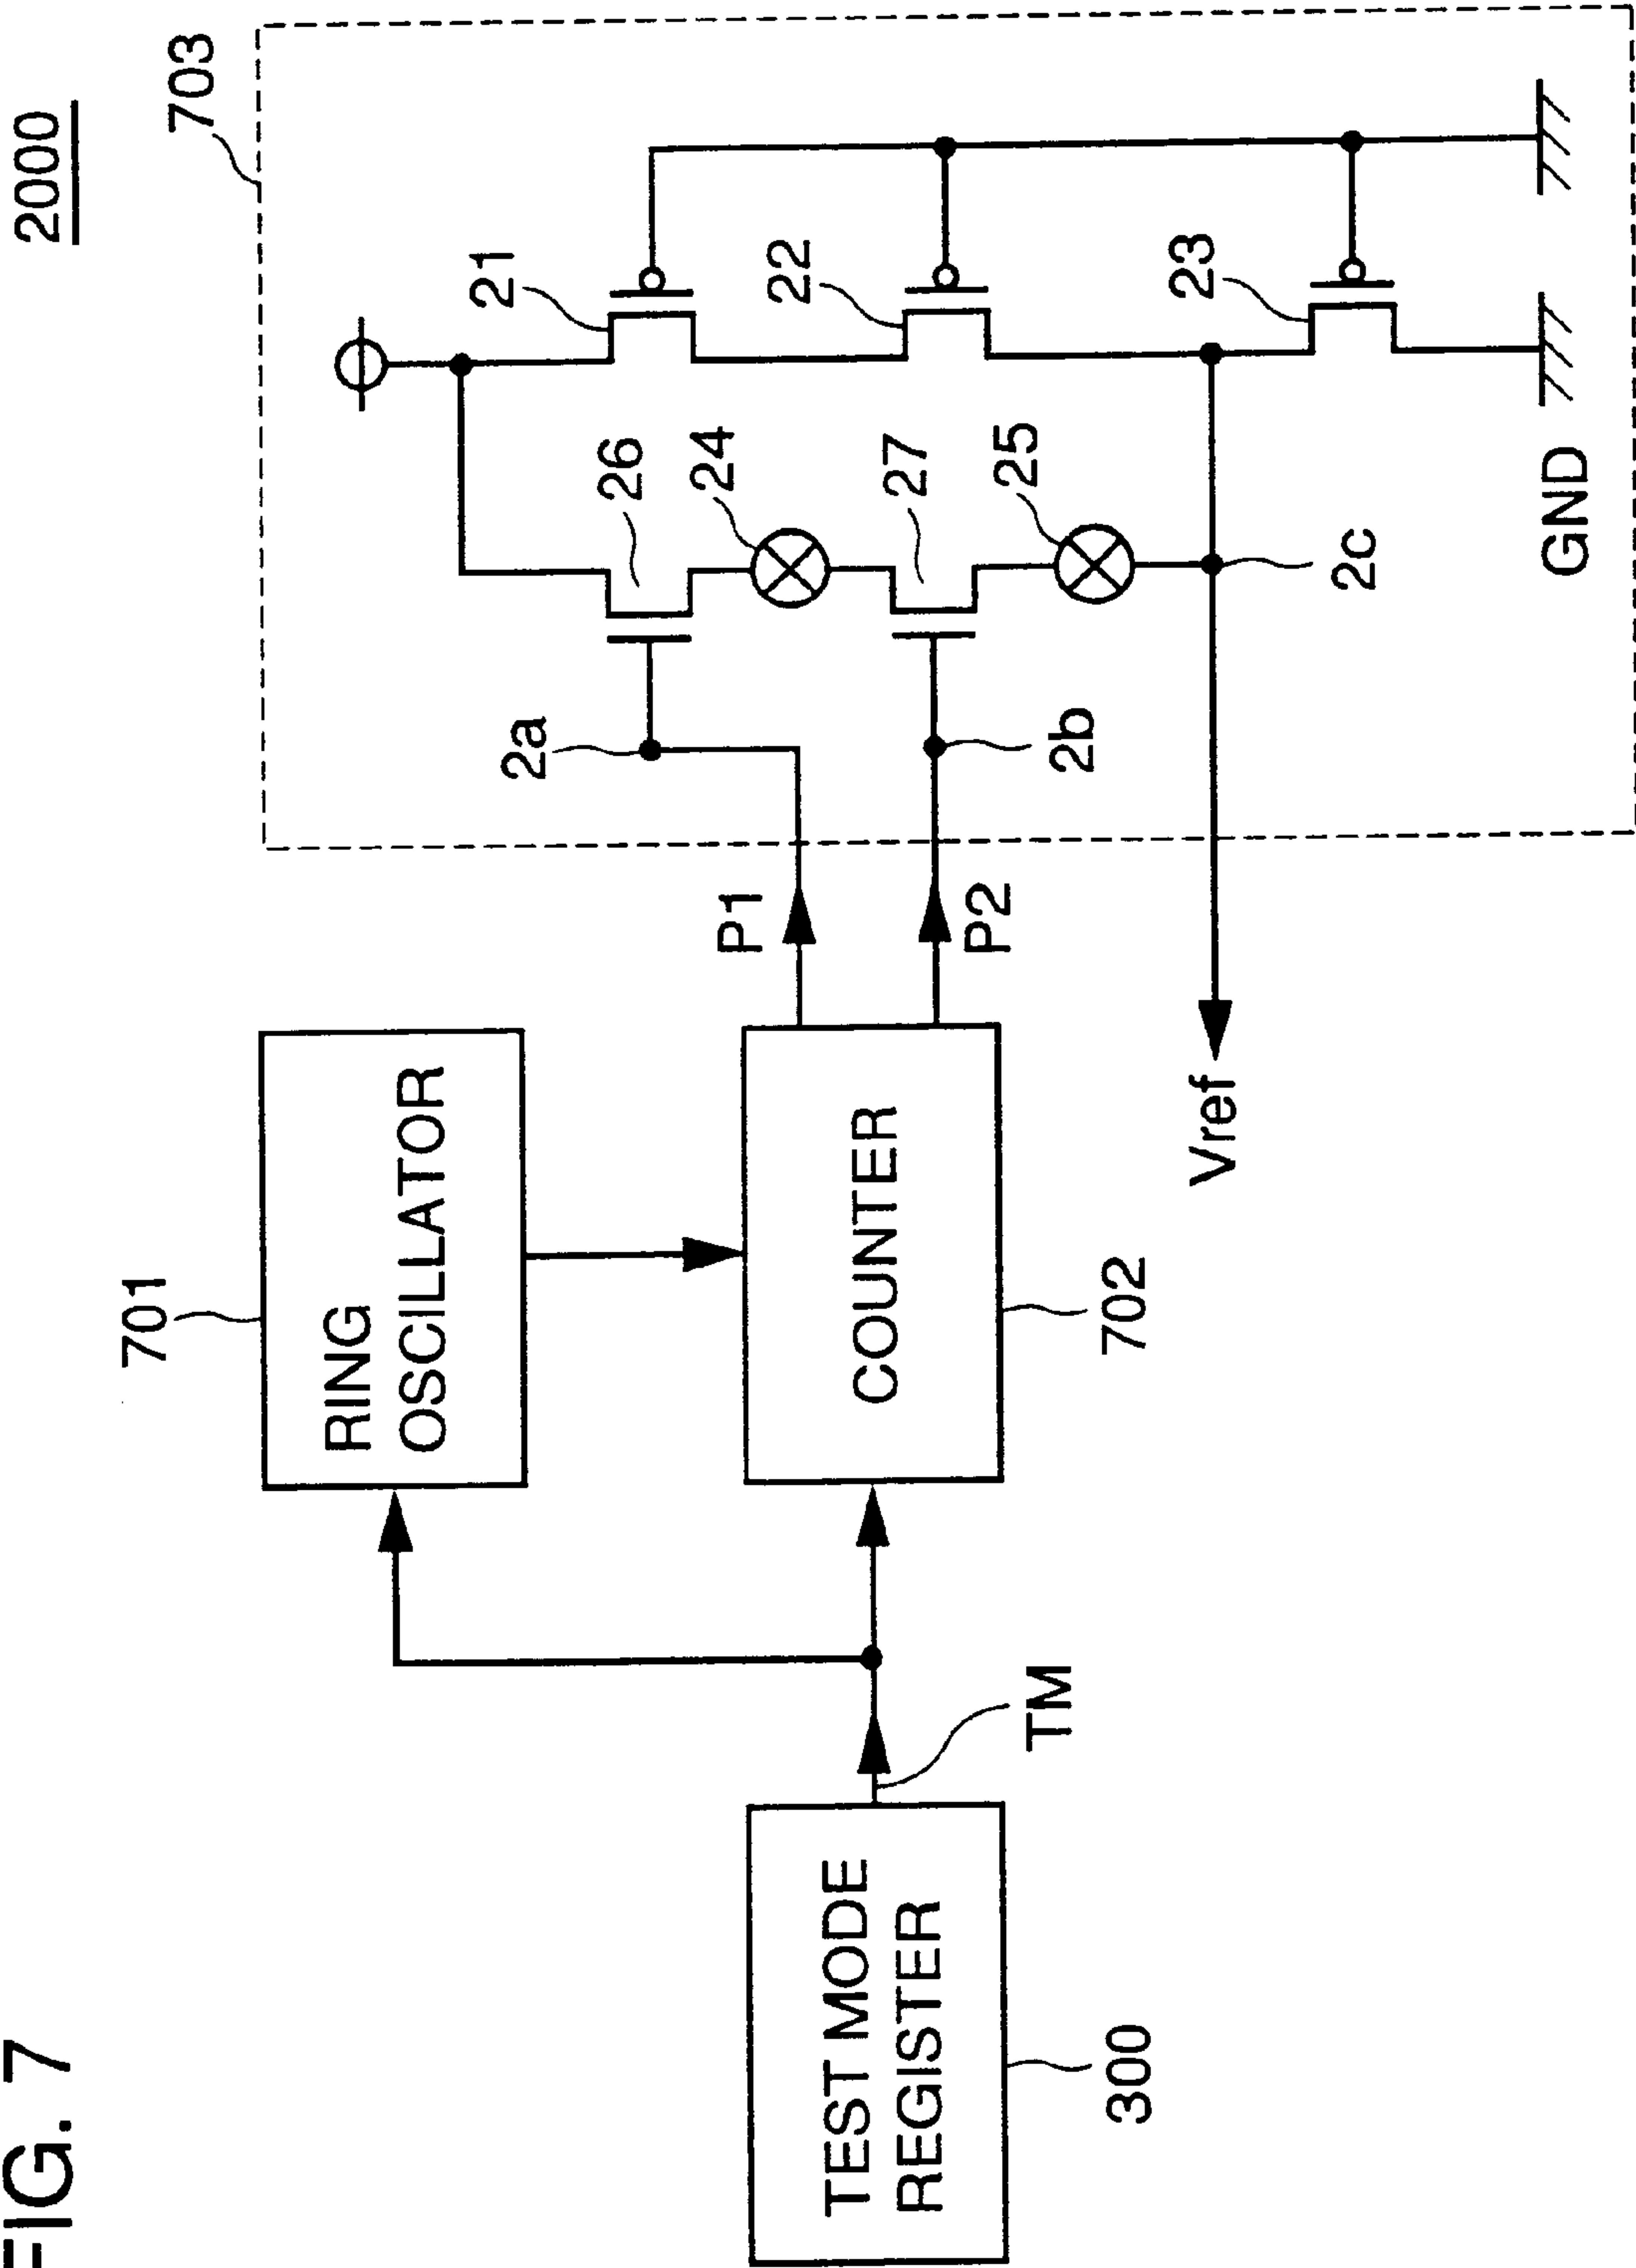 FIG. 7
2000
703
701
RING
OSCILLATOR
21
22
23
26
24
27
25
2a
2b
2c
P1
P2
COUNTER
702
Vref
GND
TM
TEST MODE
REGISTER
300